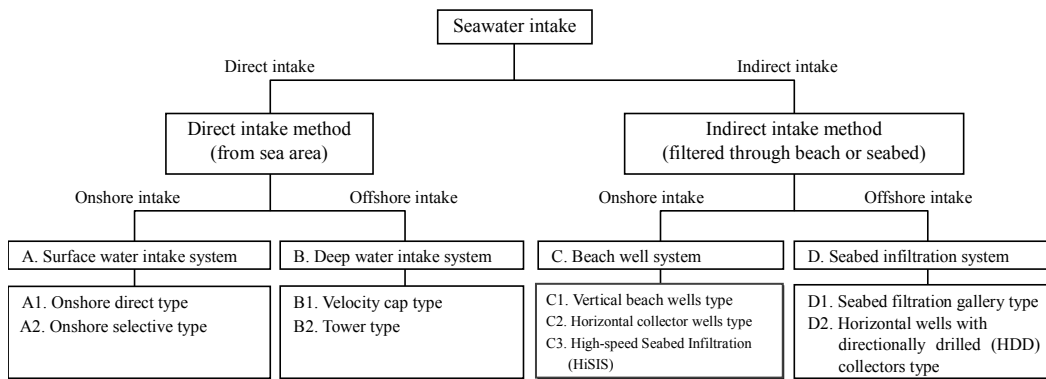 Seawater intake
Direct intake
Indirect intake
Direct intake method
(from sea area)
Indirect intake method
(filtered through beach or seabed)
Onshore intake
Offshore intake
Onshore intake
Offshore intake
A. Surface water intake system
B. Deep water intake system
C. Beach well system
D. Seabed infiltration system
A1. Onshore direct type
A2. Onshore selective type
B1. Velocity cap type
B2. Tower type
C1. Vertical beach wells type
C2. Horizontal collector wells type
C3. High-speed Seabed Infiltration
(HiSIS)
D1. Seabed filtration gallery type
D2. Horizontal wells with
directionally drilled (HDD)
collectors type